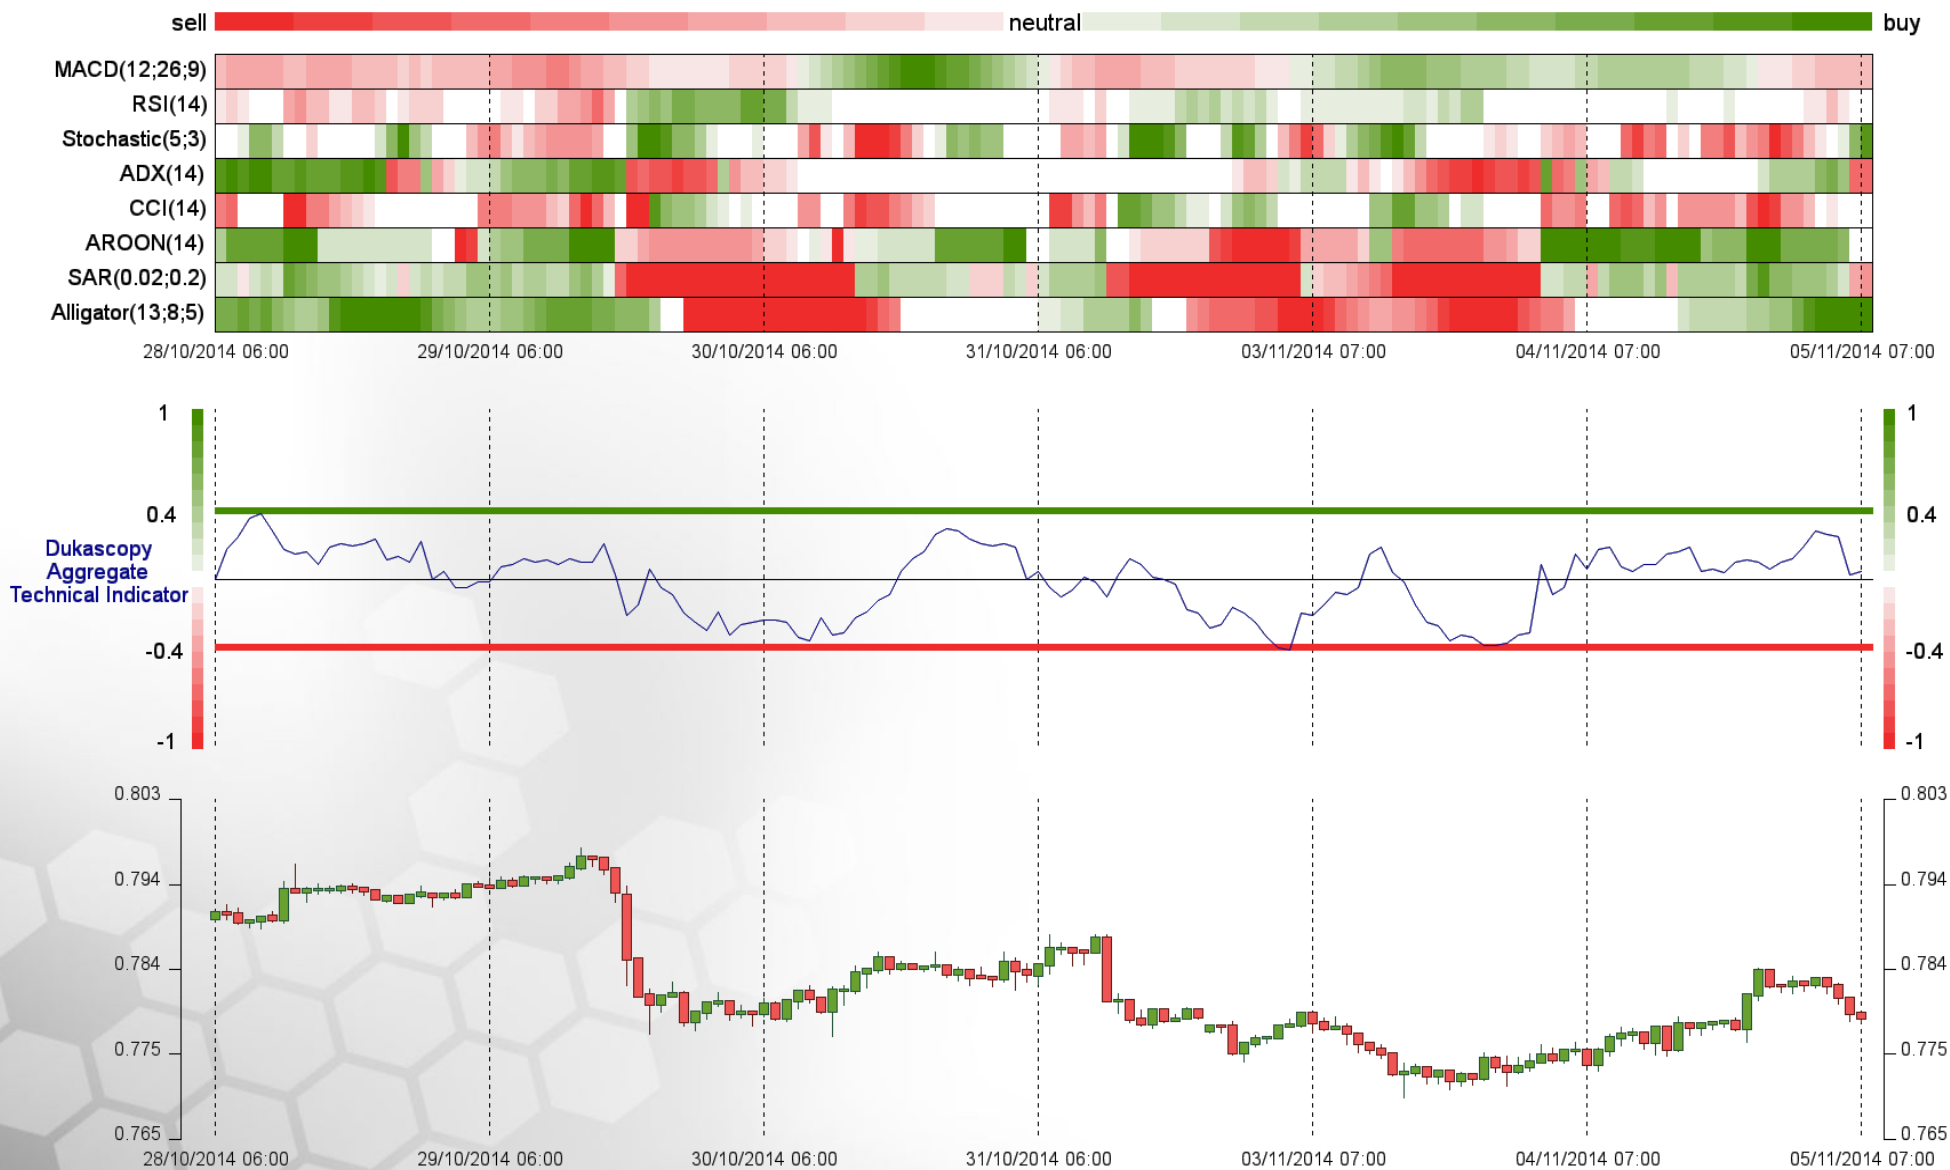 sell neutral buy
MACD(12;26;9)
RSI(14)
Stochastic(5;3)
ADX(14)
CCI(14)
AROON(14)
SAR(0.02;0.2)
Alligator(13;8;5)
28/10/2014 06:00 29/10/2014 06:00 30/10/2014 06:00 31/10/2014 06:00 03/11/2014 07:00 04/11/2014 07:00 05/11/2014 07:00
1 1
0.4 0.4
Dukascopy
Aggregate
Technical Indicator
-0.4 -0.4
-1 -1
0.803 0.803
0.794 0.794
0.784 0.784
0.775 0.775
0.765 0.765
28/10/2014 06:00 29/10/2014 06:00 30/10/2014 06:00 31/10/2014 06:00 03/11/2014 07:00 04/11/2014 07:00 05/11/2014 07:00